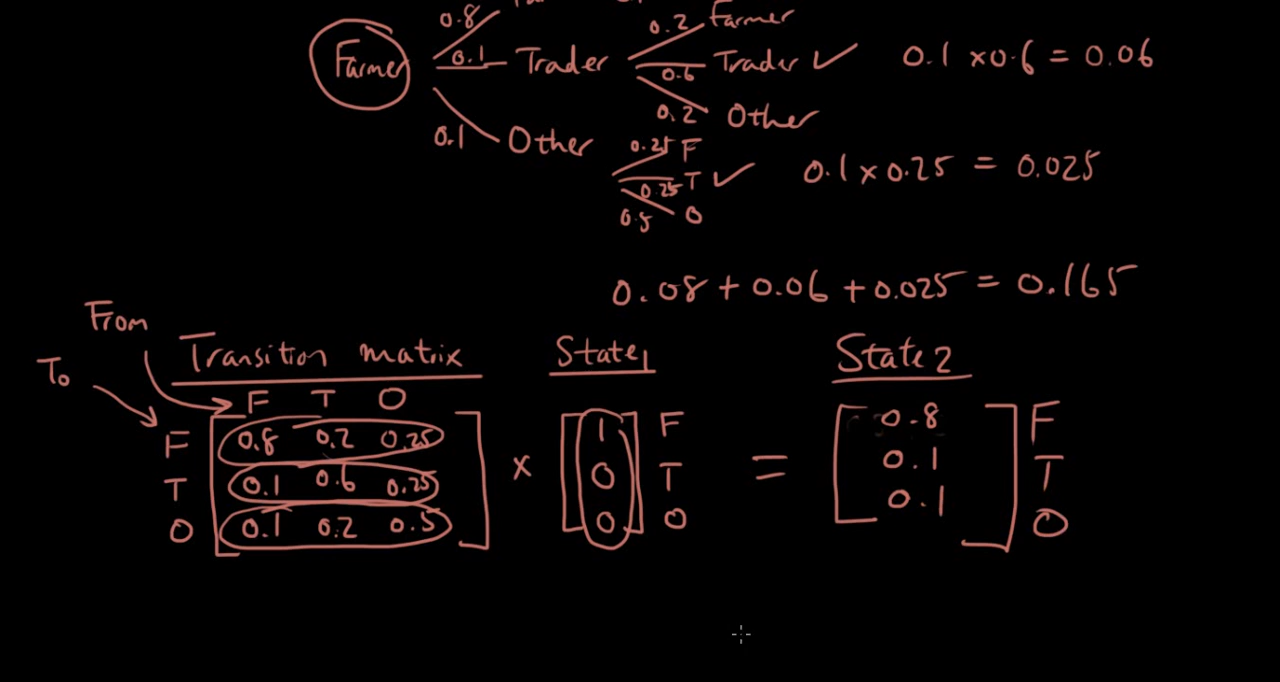 0.8
0.2 Farmer
Farmer 0.1 Trader 0.6 Trader ✓ 0.1 × 0.6 = 0.06
0.2 Other
0.1 Other 0.25 F
0.25 T ✓ 0.1 × 0.25 = 0.025
0.5 O
0.08 + 0.06 + 0.025 = 0.165
From
To
Transition matrix State1 State 2
F T O
F 0.8 0.2 0.25 1 F 0.8 F
T 0.1 0.6 0.25 × 0 T = 0.1 T
O 0.1 0.2 0.5 0 O 0.1 O